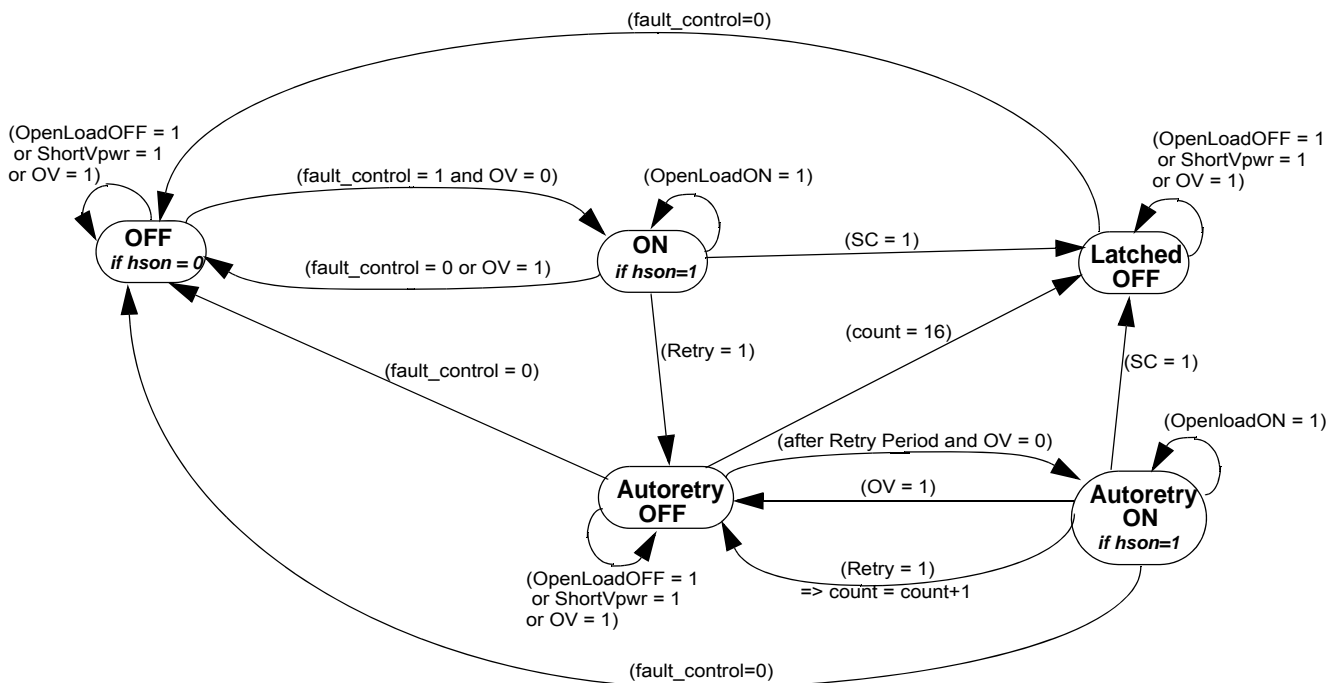 (fault_control=0)
(OpenLoadOFF = 1
or ShortVpwr = 1
or OV = 1)
(fault_control = 1 and OV = 0)
(OpenLoadON = 1)
(OpenLoadOFF = 1
or ShortVpwr = 1
or OV = 1)
OFF
if hson = 0
(fault_control = 0 or OV = 1)
ON
if hson=1
(SC = 1)
Latched
OFF
(Retry = 1)
(count = 16)
(fault_control = 0)
(SC = 1)
(OpenloadON = 1)
(after Retry Period and OV = 0)
Autoretry
OFF
(OV = 1)
Autoretry
ON
if hson=1
(Retry = 1)
=> count = count+1
(OpenLoadOFF = 1
or ShortVpwr = 1
or OV = 1)
(fault_control=0)